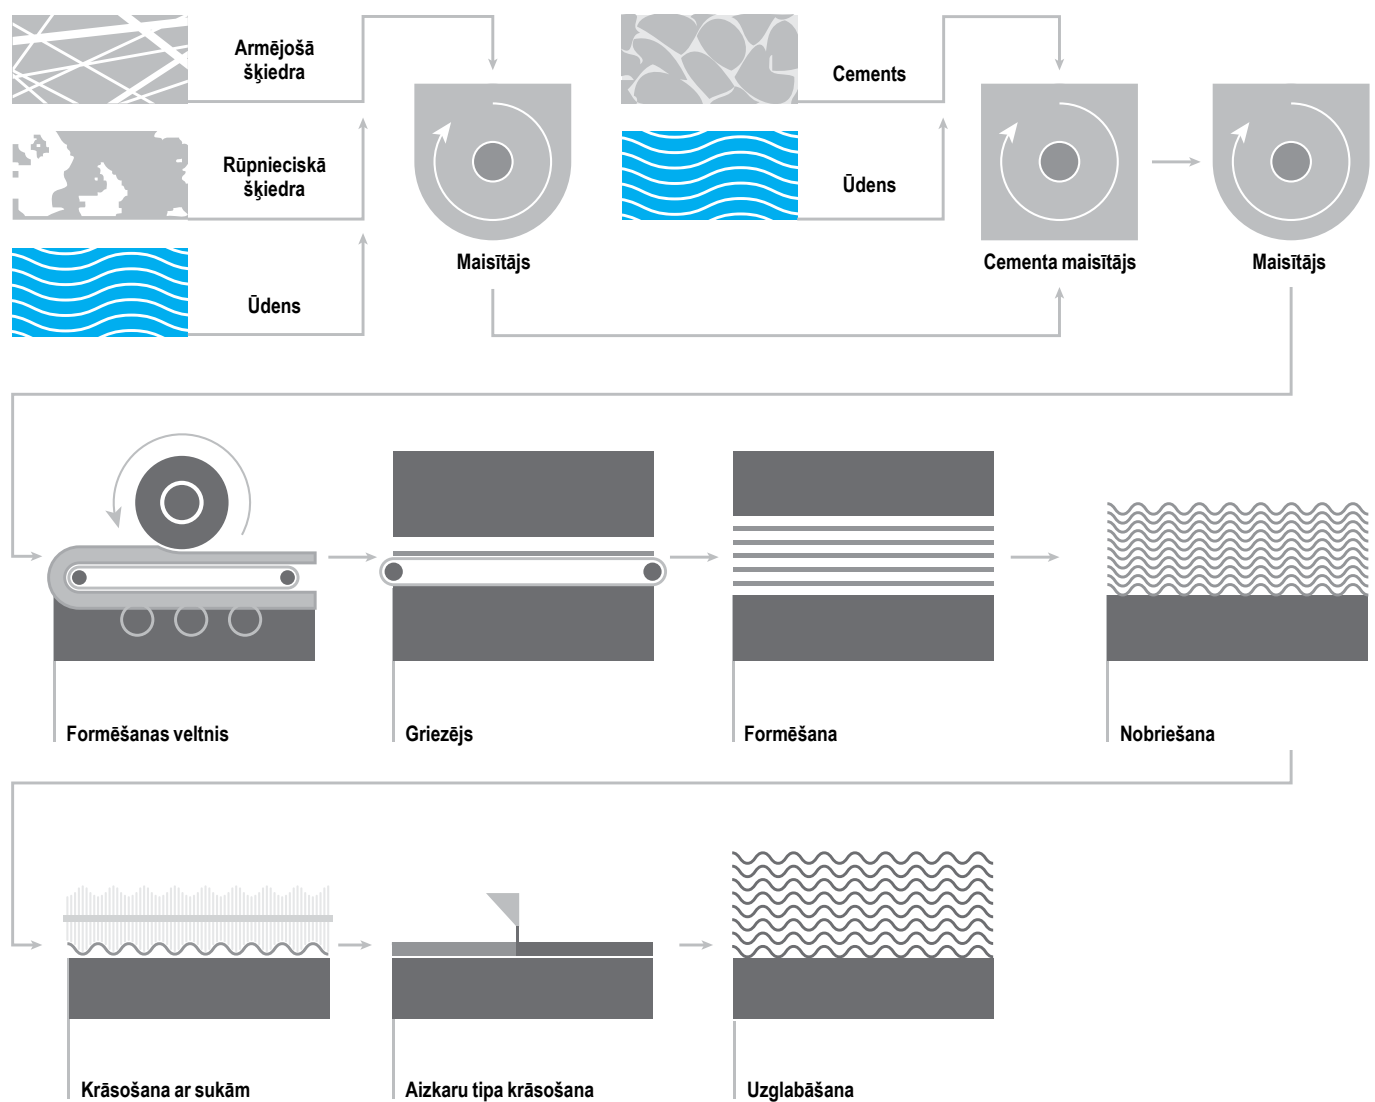 Armējošā
šķiedra
Cements
Rūpnieciskā
šķiedra
Ūdens
Ūdens
Maisītājs
Cementa maisītājs
Maisītājs
Formēšanas veltnis
Griezējs
Formēšana
Nobriešana
Krāsošana ar sukām
Aizkaru tipa krāsošana
Uzglabāšana